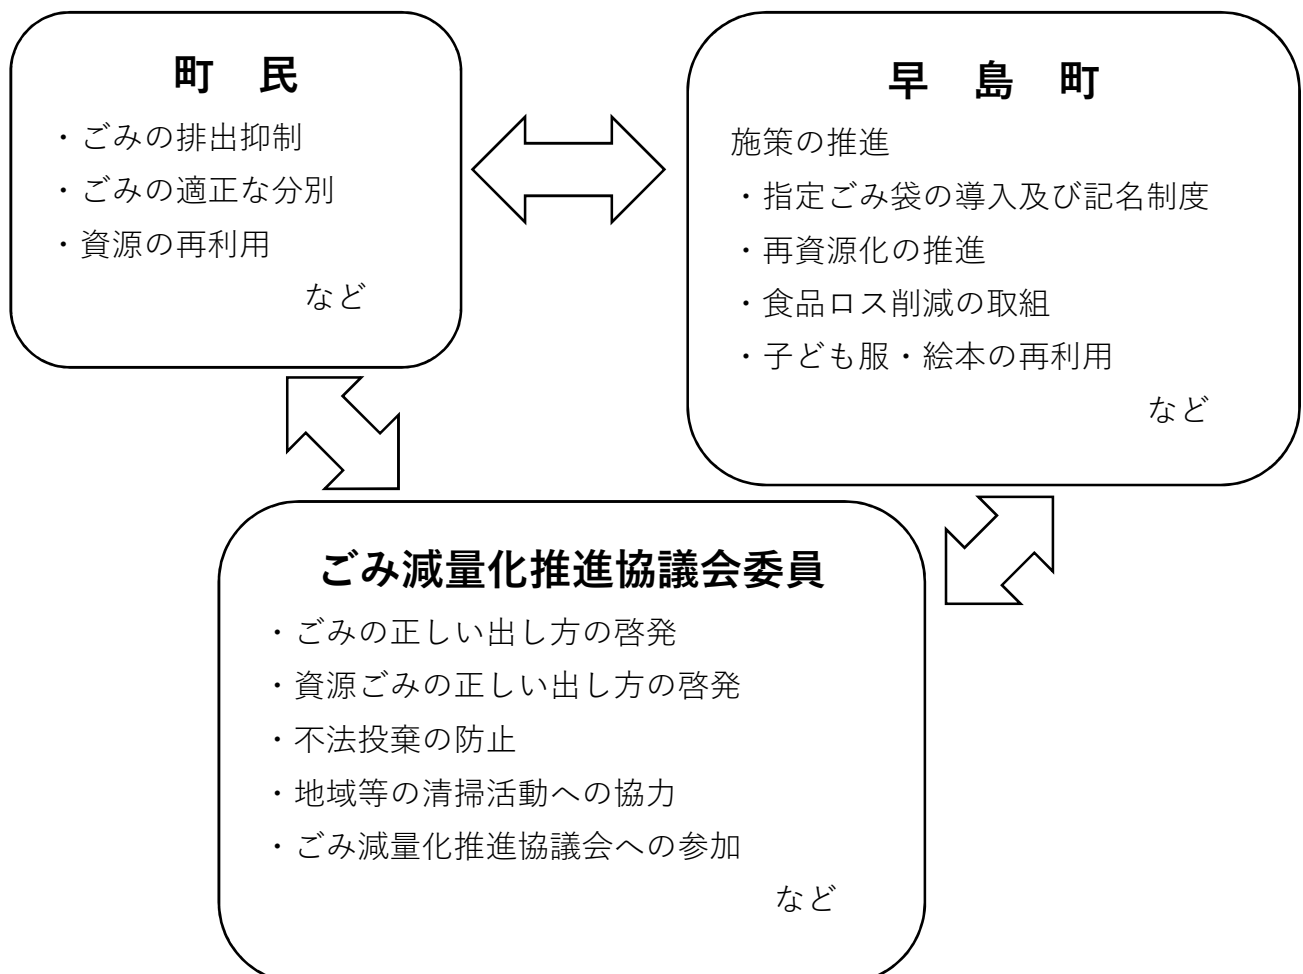 町　民
・ごみの排出抑制
・ごみの適正な分別
・資源の再利用
など
早　島　町
施策の推進
・指定ごみ袋の導入及び記名制度
・再資源化の推進
・食品ロス削減の取組
・子ども服・絵本の再利用
など
ごみ減量化推進協議会委員
・ごみの正しい出し方の啓発
・資源ごみの正しい出し方の啓発
・不法投棄の防止
・地域等の清掃活動への協力
・ごみ減量化推進協議会への参加
など